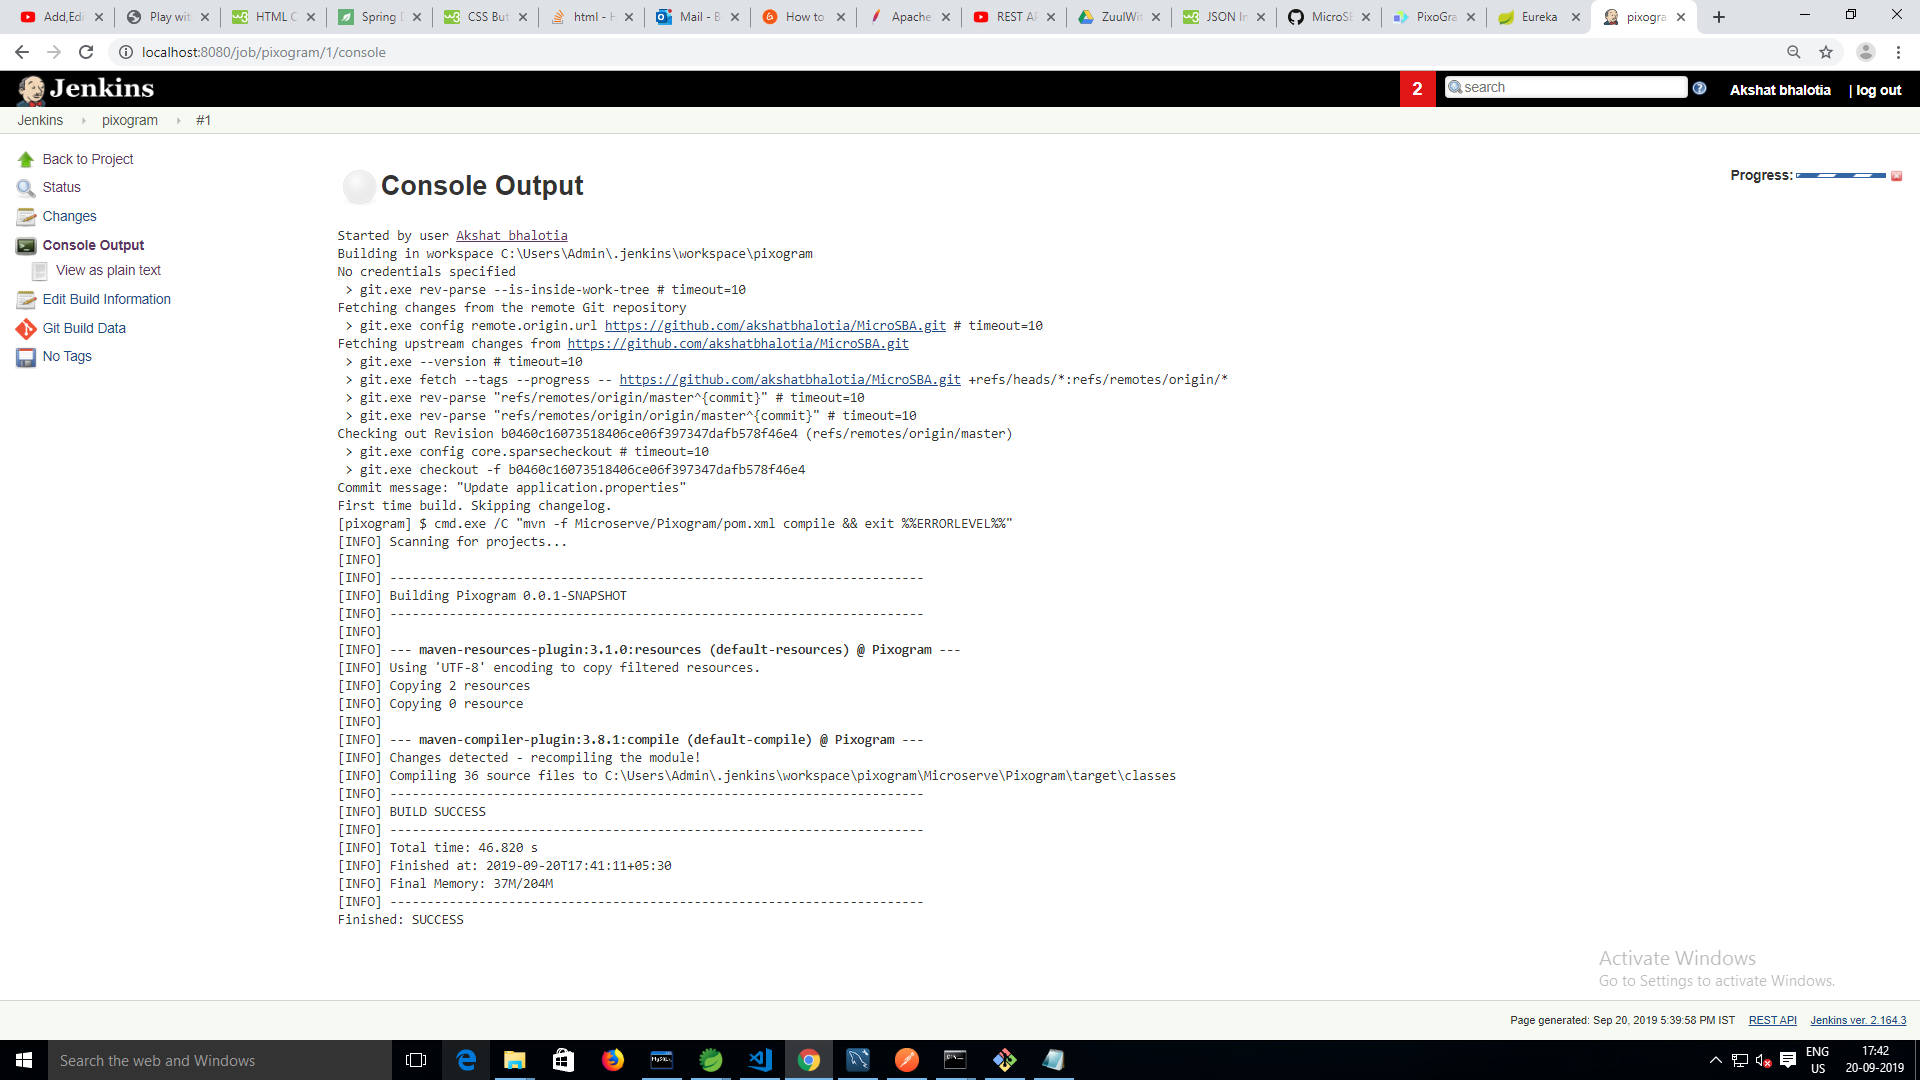 Add,Edi
Play wit
HTML C
Spring D
CSS But
html - H
Mail - B
How to
Apache
REST AP
ZuulWit
JSON In
MicroSB
PixoGra
Eureka
pixogra
localhost:8080/job/pixogram/1/console
Jenkins
2
search
Akshat bhalotia
| log out
Jenkins
pixogram
#1
Back to Project
Status
Changes
Console Output
View as plain text
Edit Build Information
Git Build Data
No Tags
Console Output
Progress:
Started by user Akshat bhalotia
Building in workspace C:\Users\Admin\.jenkins\workspace\pixogram
No credentials specified
> git.exe rev-parse --is-inside-work-tree # timeout=10
Fetching changes from the remote Git repository
> git.exe config remote.origin.url https://github.com/akshatbhalotia/MicroSBA.git # timeout=10
Fetching upstream changes from https://github.com/akshatbhalotia/MicroSBA.git
> git.exe --version # timeout=10
> git.exe fetch --tags --progress -- https://github.com/akshatbhalotia/MicroSBA.git +refs/heads/*:refs/remotes/origin/*
> git.exe rev-parse "refs/remotes/origin/master^{commit}" # timeout=10
> git.exe rev-parse "refs/remotes/origin/origin/master^{commit}" # timeout=10
Checking out Revision b0460c16073518406ce06f397347dafb578f46e4 (refs/remotes/origin/master)
> git.exe config core.sparsecheckout # timeout=10
> git.exe checkout -f b0460c16073518406ce06f397347dafb578f46e4
Commit message: "Update application.properties"
First time build. Skipping changelog.
[pixogram] $ cmd.exe /C "mvn -f Microserve/Pixogram/pom.xml compile && exit %%ERRORLEVEL%%"
[INFO] Scanning for projects...
[INFO]
[INFO] ------------------------------------------------------------------------
[INFO] Building Pixogram 0.0.1-SNAPSHOT
[INFO] ------------------------------------------------------------------------
[INFO]
[INFO] --- maven-resources-plugin:3.1.0:resources (default-resources) @ Pixogram ---
[INFO] Using 'UTF-8' encoding to copy filtered resources.
[INFO] Copying 2 resources
[INFO] Copying 0 resource
[INFO]
[INFO] --- maven-compiler-plugin:3.8.1:compile (default-compile) @ Pixogram ---
[INFO] Changes detected - recompiling the module!
[INFO] Compiling 36 source files to C:\Users\Admin\.jenkins\workspace\pixogram\Microserve\Pixogram\target\classes
[INFO] ------------------------------------------------------------------------
[INFO] BUILD SUCCESS
[INFO] ------------------------------------------------------------------------
[INFO] Total time: 46.820 s
[INFO] Finished at: 2019-09-20T17:41:11+05:30
[INFO] Final Memory: 37M/204M
[INFO] ------------------------------------------------------------------------
Finished: SUCCESS
Activate Windows
Go to Settings to activate Windows.
Page generated: Sep 20, 2019 5:39:58 PM IST
REST API
Jenkins ver. 2.164.3
Search the web and Windows
ENG
US
17:42
20-09-2019